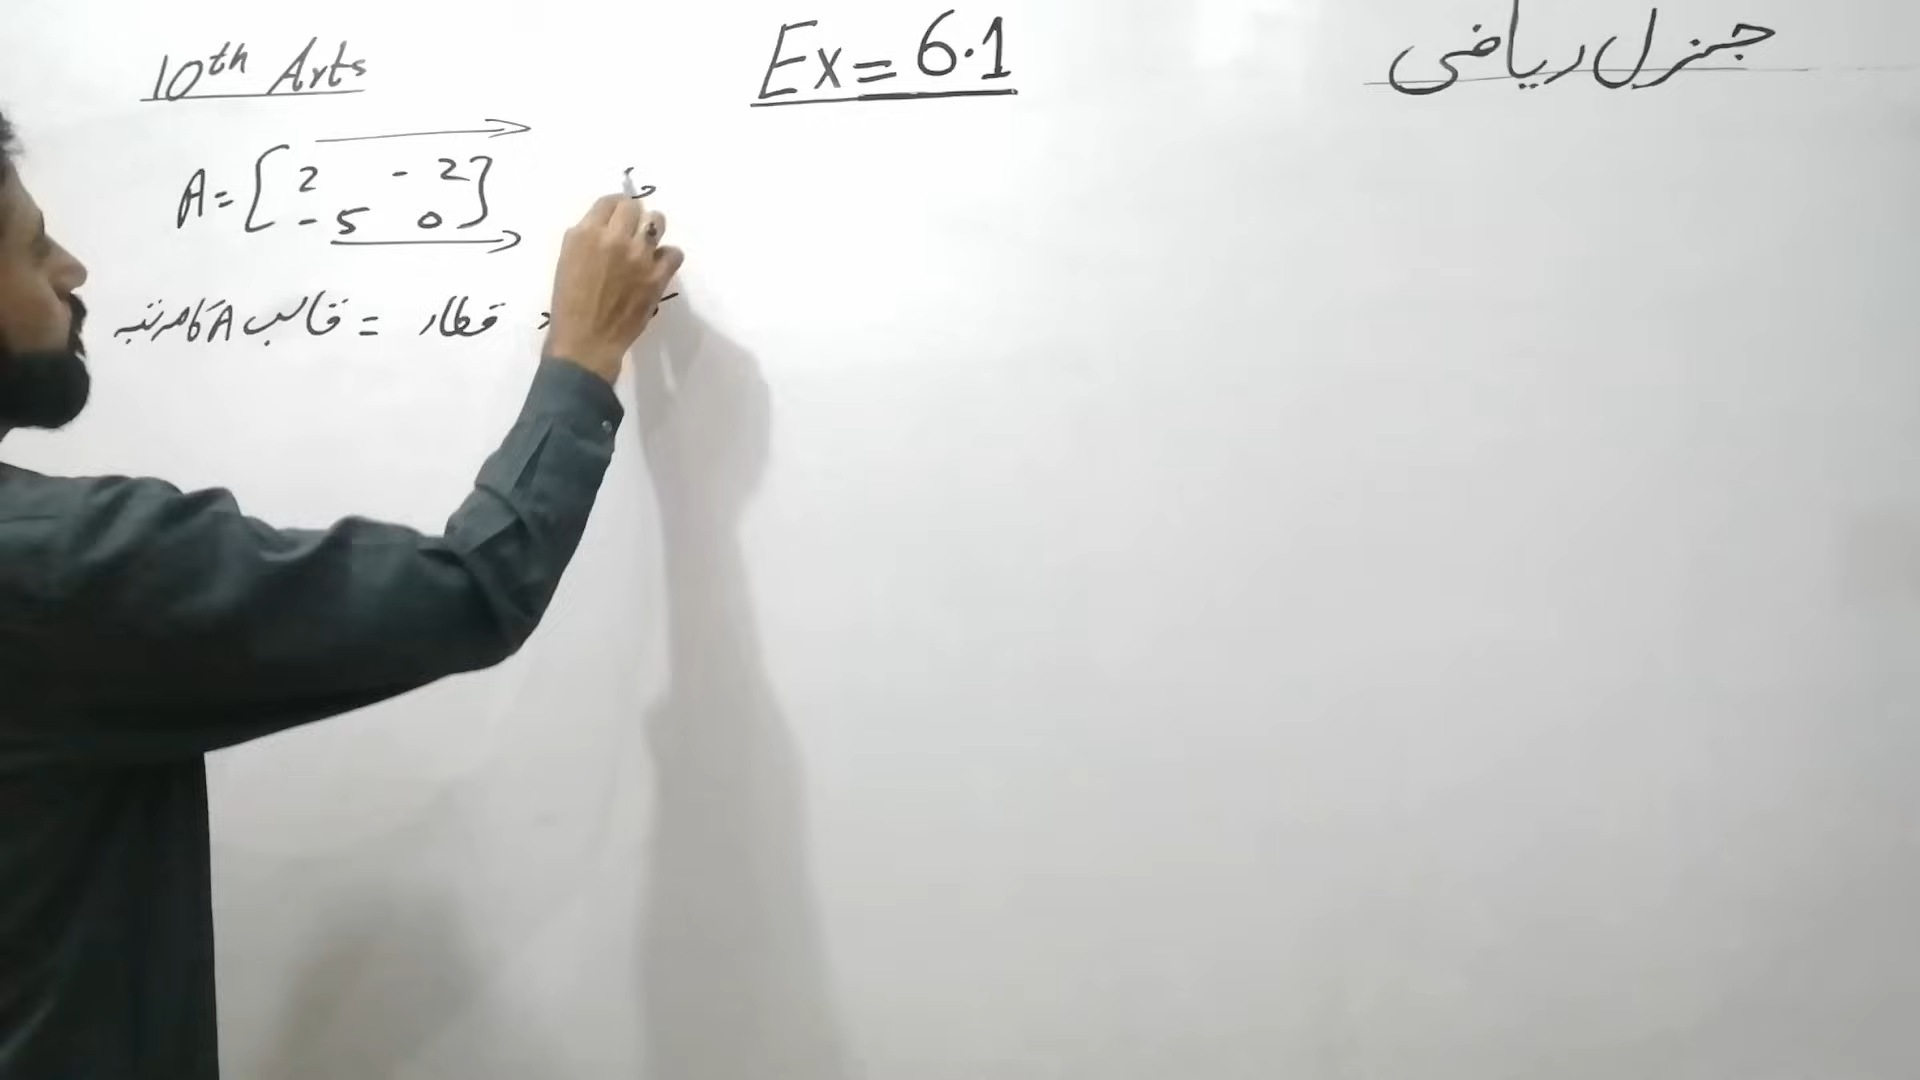 10th Arts
Ex = 6.1
جنرل ریاضی
A = [ 2 - 2 ]
- 5 0
قالب A کا مرتبہ = قطار